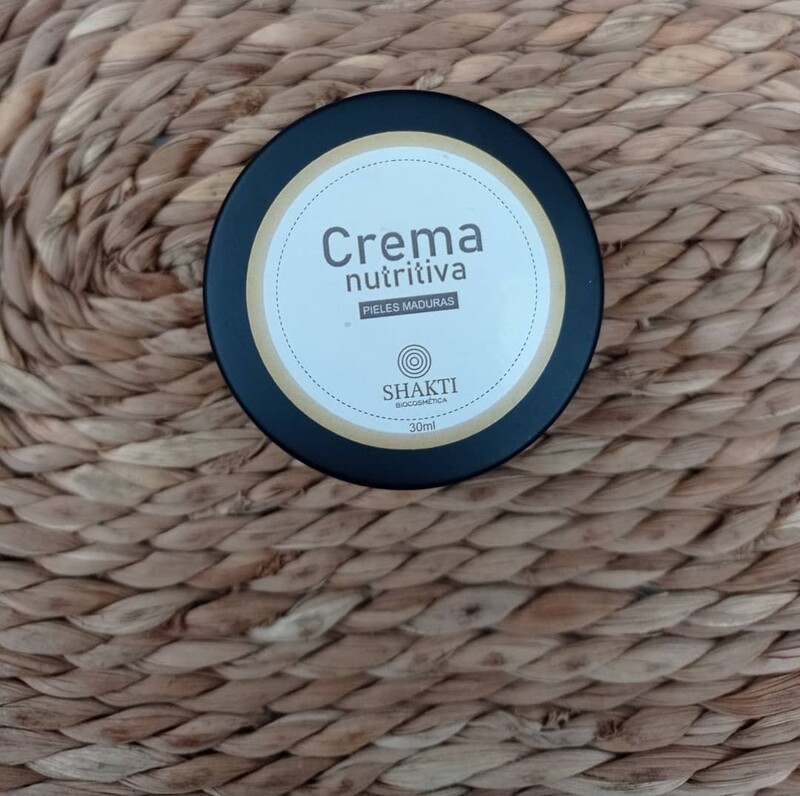 Crema
nutritiva
PIELES MADURAS
SHAKTI
BIOCOSMÉTICA
30ml